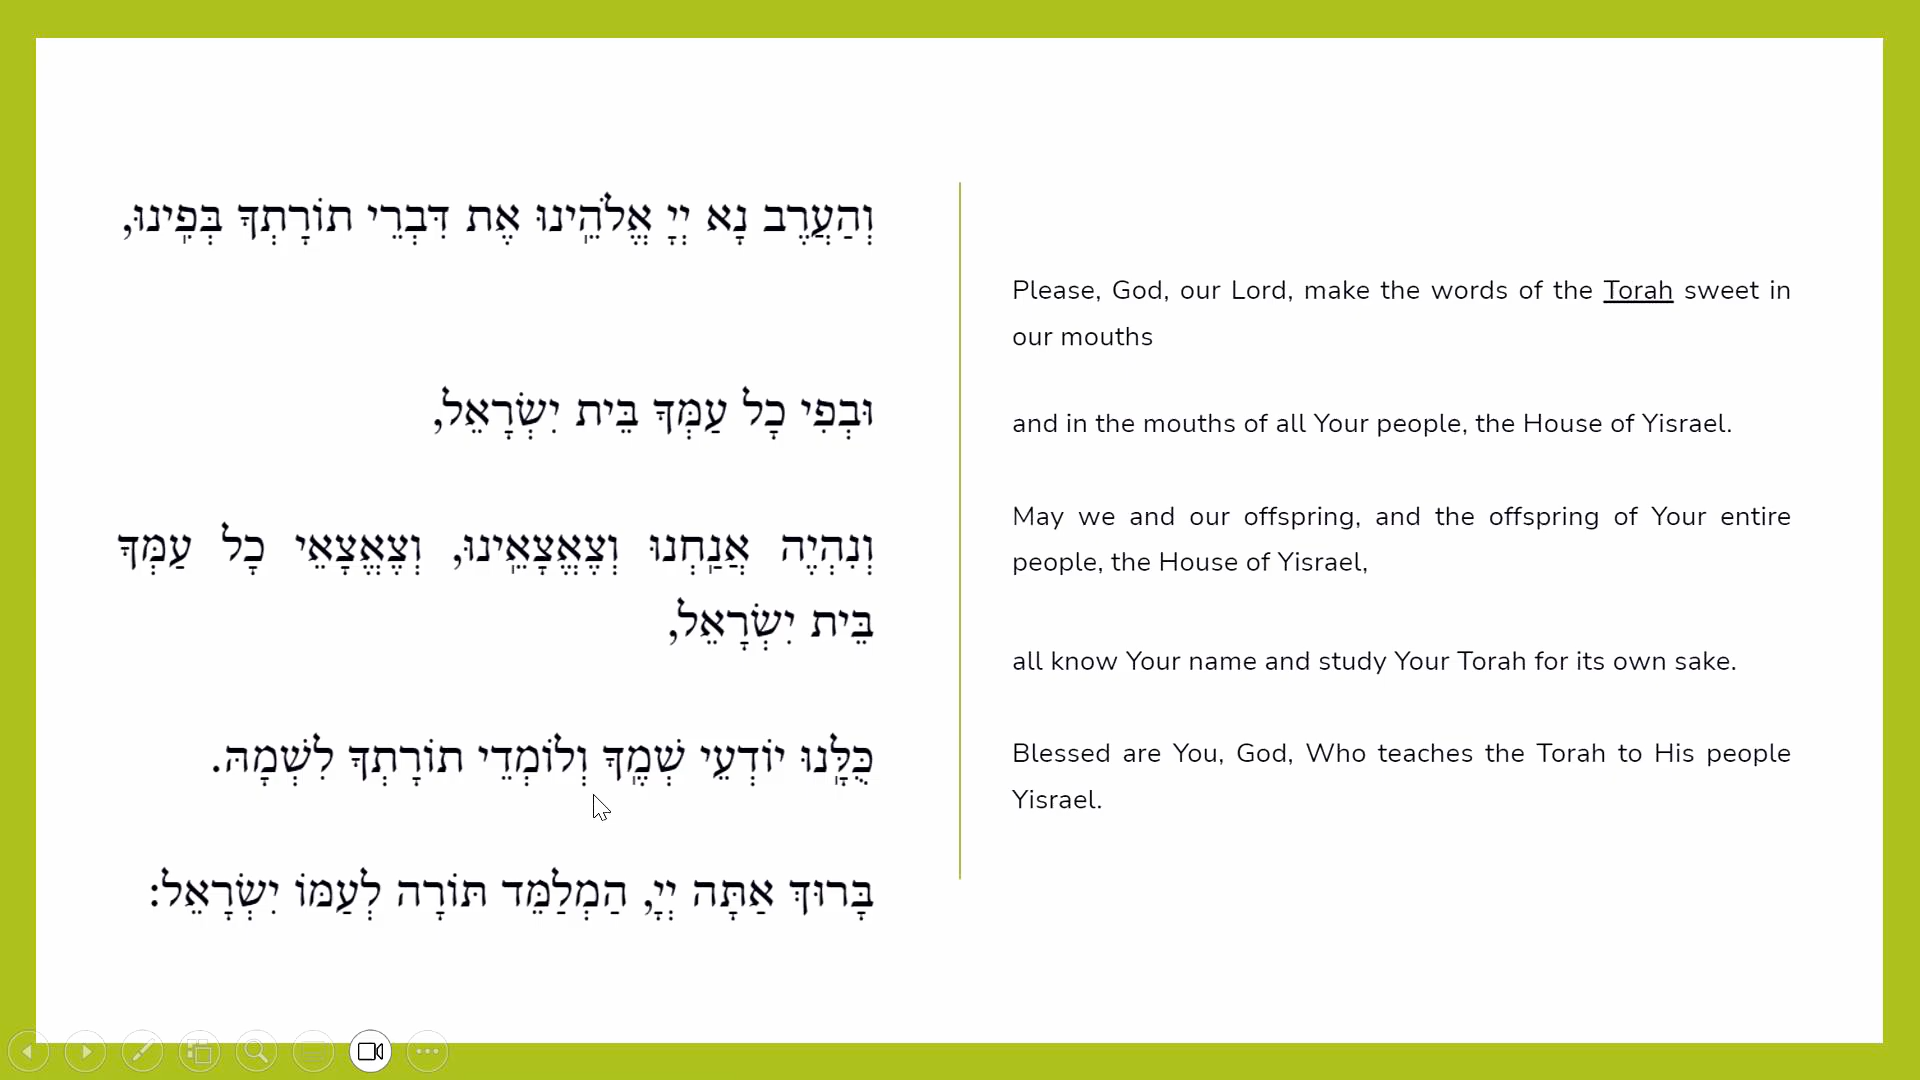 וְהַעֲרֶב נָא יְיָ אֱלֹהֵֽינוּ אֶת דִּבְרֵי תוֹרָתְךָ בְּפִֽינוּ,
וּבְפִי כָל עַמְּךָ בֵּית יִשְׂרָאֵל,
וְנִהְיֶה אֲנַֽחְנוּ וְצֶאֱצָאֵֽינוּ, וְצֶאֱצָאֵי כָל עַמְּךָ
בֵּית יִשְׂרָאֵל,
כֻּלָּֽנוּ יוֹדְעֵי שְׁמֶֽךָ וְלוֹמְדֵי תוֹרָתְךָ לִשְׁמָהּ.
בָּרוּךְ אַתָּה יְיָ, הַמְלַמֵּד תּוֹרָה לְעַמּוֹ יִשְׂרָאֵל:
Please, God, our Lord, make the words of the Torah sweet in
our mouths
and in the mouths of all Your people, the House of Yisrael.
May we and our offspring, and the offspring of Your entire
people, the House of Yisrael,
all know Your name and study Your Torah for its own sake.
Blessed are You, God, Who teaches the Torah to His people
Yisrael.